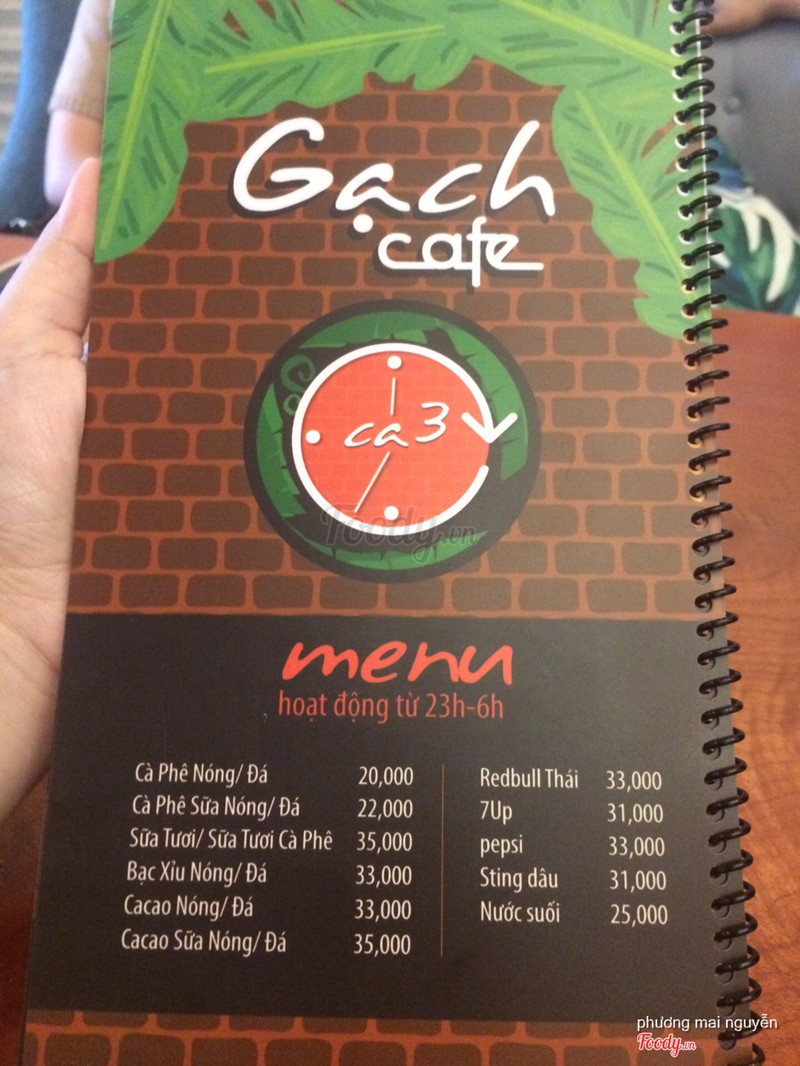 Gạch
cafe
ca 3
Foody.vn
menu
hoạt động từ 23h-6h
Cà Phê Nóng/ Đá 20,000
Cà Phê Sữa Nóng/ Đá 22,000
Sữa Tươi/ Sữa Tươi Cà Phê 35,000
Bạc Xỉu Nóng/ Đá 33,000
Cacao Nóng/ Đá 33,000
Cacao Sữa Nóng/ Đá 35,000
Redbull Thái 33,000
7Up 31,000
pepsi 33,000
Sting dâu 31,000
Nước suối 25,000
phương mai nguyễn
Foody.vn